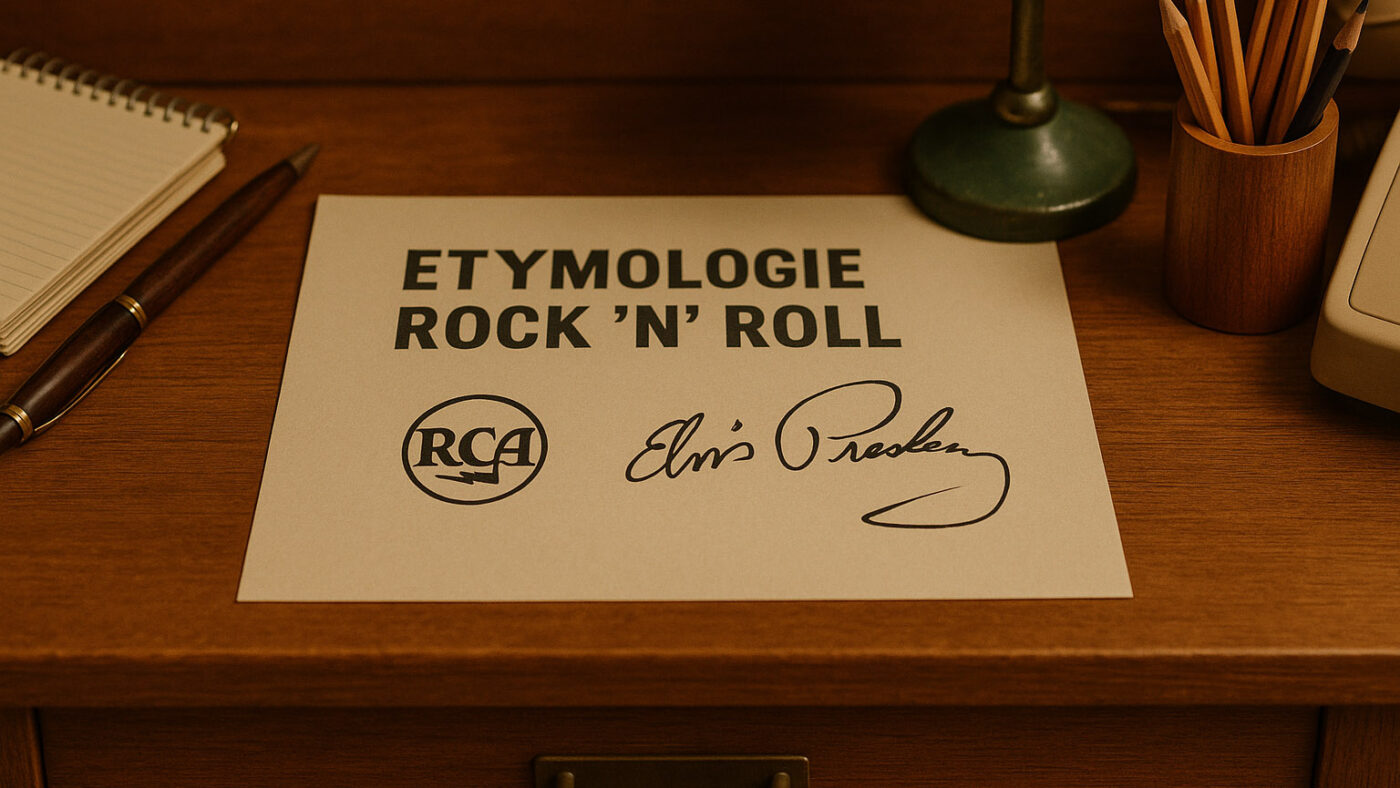 ETYMOLOGIE
ROCK ’N’ ROLL
RCA
Elvis Presley